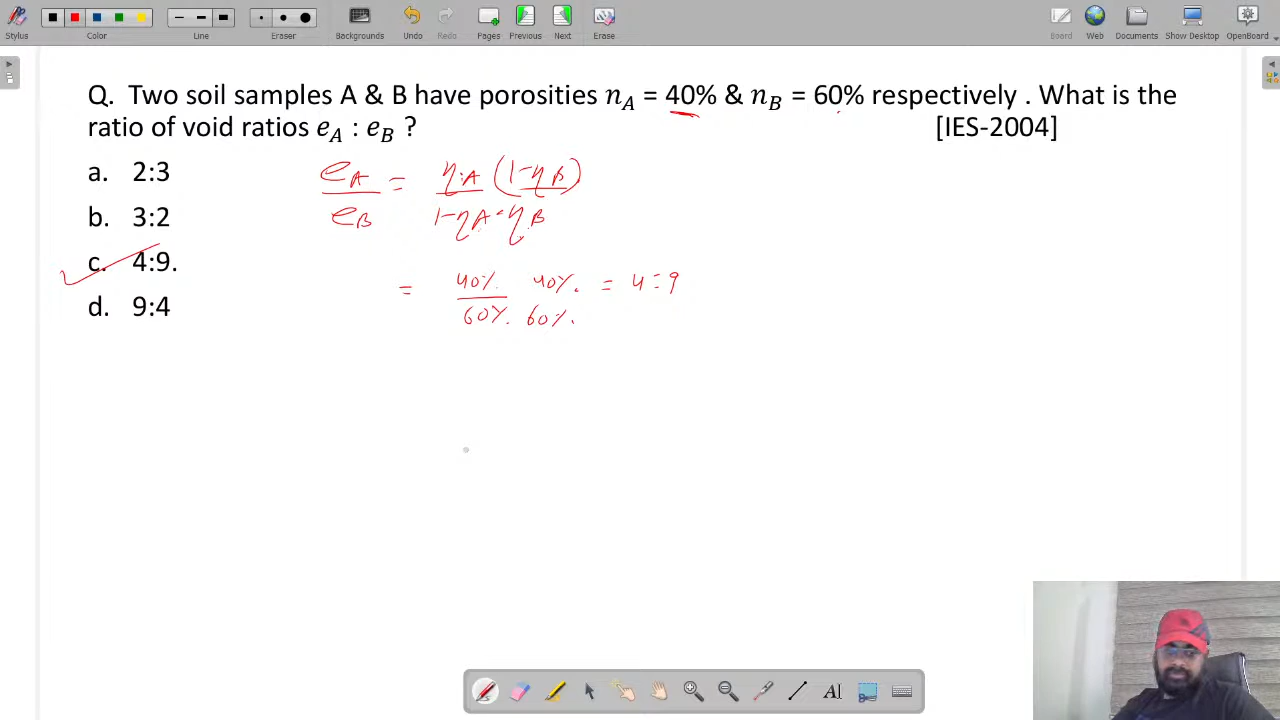 Stylus Color Line Eraser Backgrounds Undo Redo Pages Previous Next Erase Board Web Documents Show Desktop OpenBoard
Q. Two soil samples A & B have porosities n_A = 40% & n_B = 60% respectively . What is the
ratio of void ratios e_A : e_B ? [IES-2004]
a. 2:3
b. 3:2
c. 4:9.
d. 9:4
e_A / e_B = η_A (1-η_B) / 1-η_A · η_B
= 40% 40% / 60% 60% = 4:9
AI